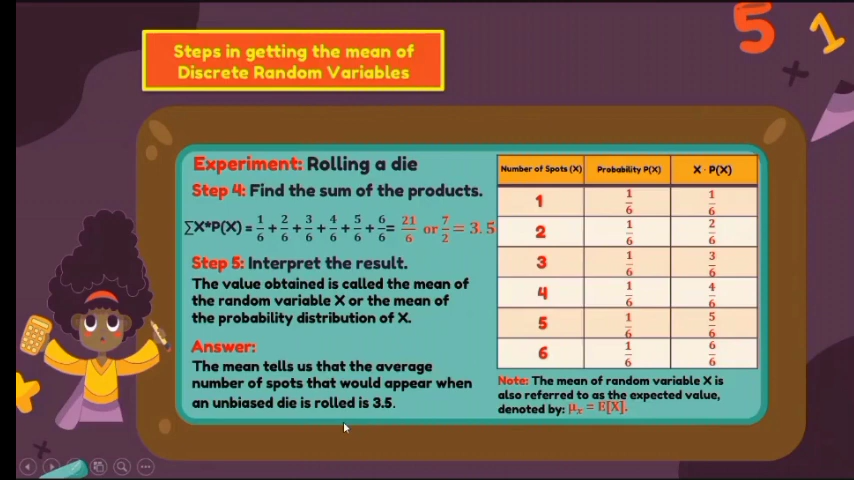 5 1
Steps in getting the mean of
Discrete Random Variables
Experiment: Rolling a die
Step 4: Find the sum of the products.
∑X*P(X) = 1/6 + 2/6 + 3/6 + 4/6 + 5/6 + 6/6 = 21/6 or 7/2 = 3.5
Step 5: Interpret the result.
The value obtained is called the mean of
the random variable X or the mean of
the probability distribution of X.
Answer:
The mean tells us that the average
number of spots that would appear when
an unbiased die is rolled is 3.5.
Number of Spots (X) Probability P(X) X · P(X)
1 1/6 1/6
2 1/6 2/6
3 1/6 3/6
4 1/6 4/6
5 1/6 5/6
6 1/6 6/6
Note: The mean of random variable X is
also referred to as the expected value,
denoted by: μₓ = E[X].